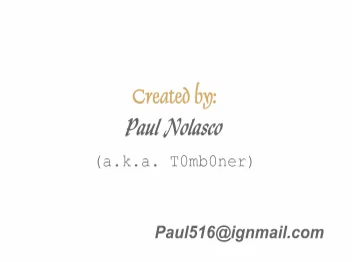 Created by:
Paul Nolasco
(a.k.a. T0mb0ner)
Paul516@ignmail.com